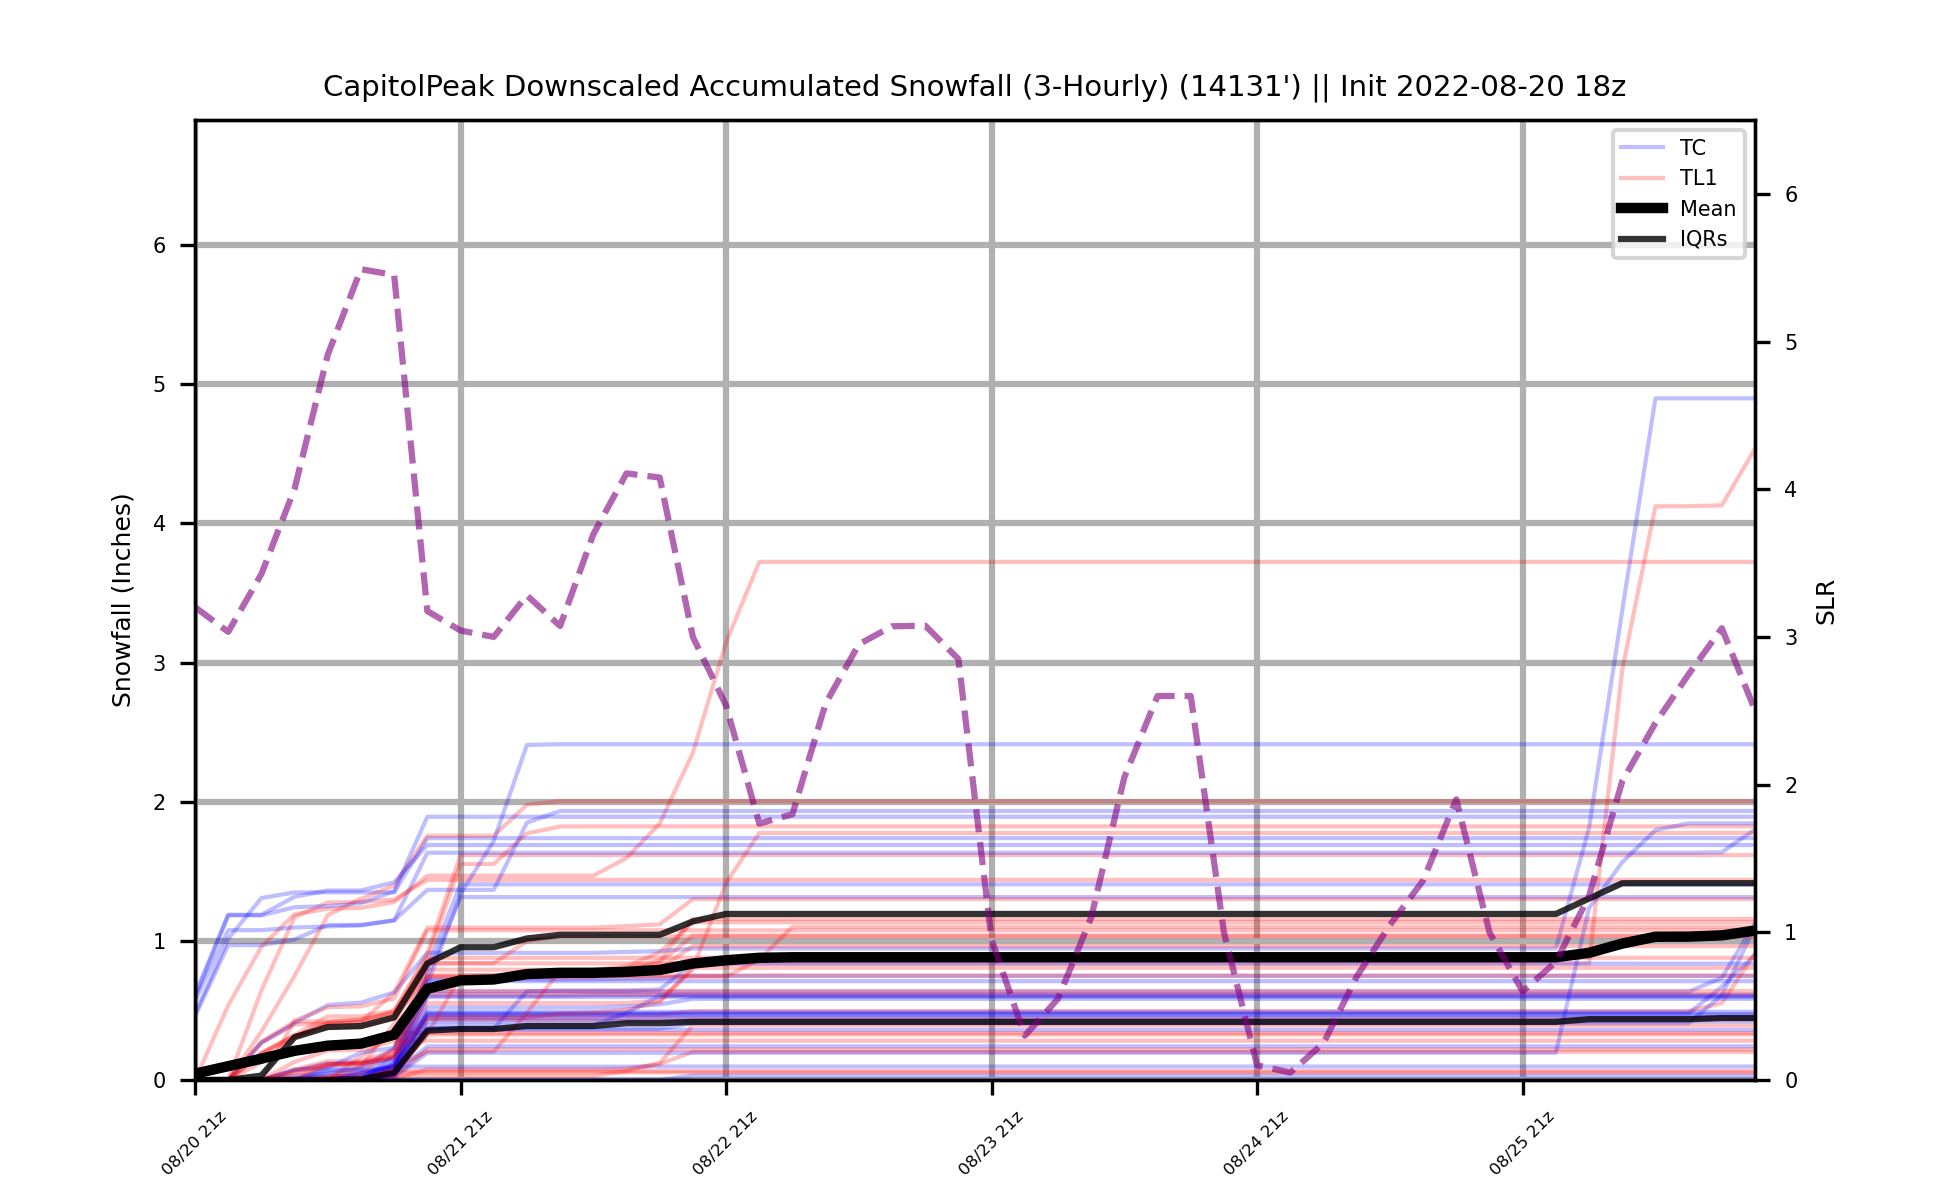 CapitolPeak Downscaled Accumulated Snowfall (3-Hourly) (14131') || Init 2022-08-20 18z
TC
TL1
Mean
IQRs
Snowfall (Inches)
6
5
4
3
2
1
0
SLR
6
5
4
3
2
1
0
08/20 21z
08/21 21z
08/22 21z
08/23 21z
08/24 21z
08/25 21z